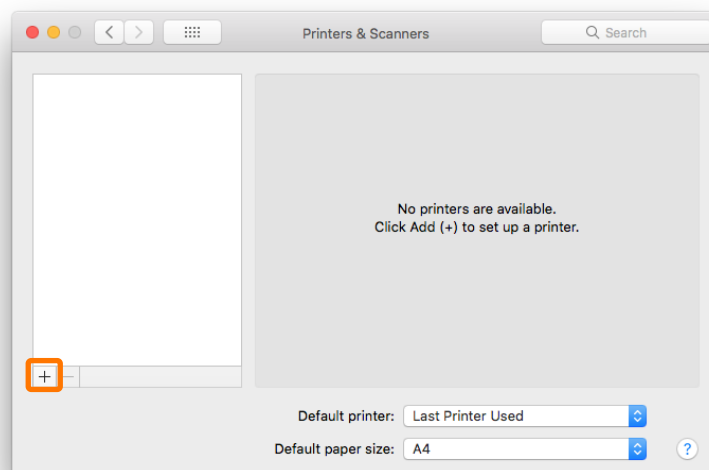 Printers & Scanners
Search
No printers are available.
Click Add (+) to set up a printer.
+ −
Default printer: Last Printer Used
Default paper size: A4
?